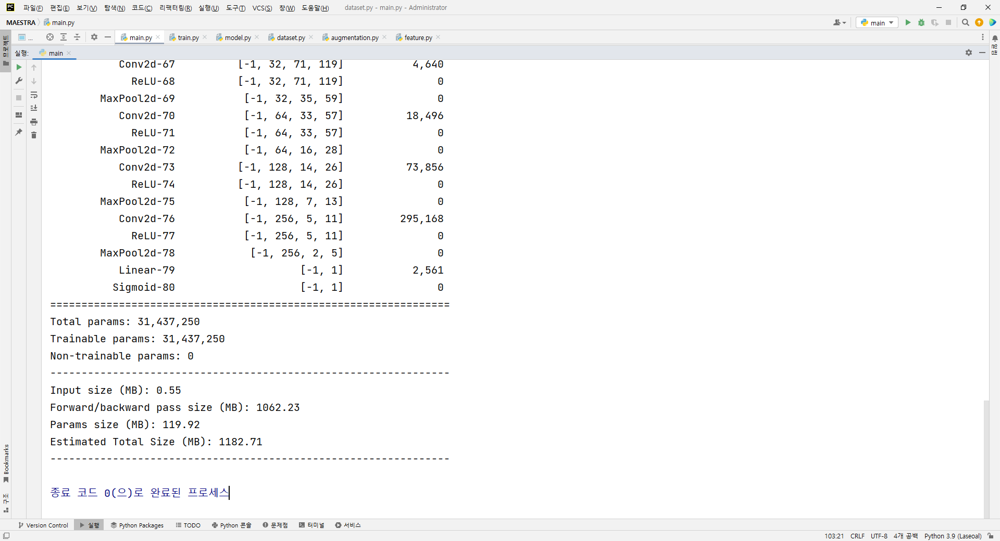 PC 파일(F) 편집(E) 보기(V) 탐색(N) 코드(C) 리팩터링(R) 실행(U) 도구(T) VCS(S) 창(W) 도움말(H) dataset.py - main.py - Administrator
MAESTRA main.py main
프로젝트 ... main.py train.py model.py dataset.py augmentation.py feature.py 알림
실행: main
Conv2d-67 [-1, 32, 71, 119] 4,640
ReLU-68 [-1, 32, 71, 119] 0
MaxPool2d-69 [-1, 32, 35, 59] 0
Conv2d-70 [-1, 64, 33, 57] 18,496
ReLU-71 [-1, 64, 33, 57] 0
MaxPool2d-72 [-1, 64, 16, 28] 0
Conv2d-73 [-1, 128, 14, 26] 73,856
ReLU-74 [-1, 128, 14, 26] 0
MaxPool2d-75 [-1, 128, 7, 13] 0
Conv2d-76 [-1, 256, 5, 11] 295,168
ReLU-77 [-1, 256, 5, 11] 0
MaxPool2d-78 [-1, 256, 2, 5] 0
Linear-79 [-1, 1] 2,561
Sigmoid-80 [-1, 1] 0
================================================================
Total params: 31,437,250
Trainable params: 31,437,250
Non-trainable params: 0
----------------------------------------------------------------
Input size (MB): 0.55
Forward/backward pass size (MB): 1062.23
Params size (MB): 119.92
Estimated Total Size (MB): 1182.71
----------------------------------------------------------------
종료 코드 0(으)로 완료된 프로세스
Bookmarks
구조
Version Control 실행 Python Packages TODO Python 콘솔 문제점 터미널 서비스
103:21 CRLF UTF-8 4개 공백 Python 3.9 (Laseoal)